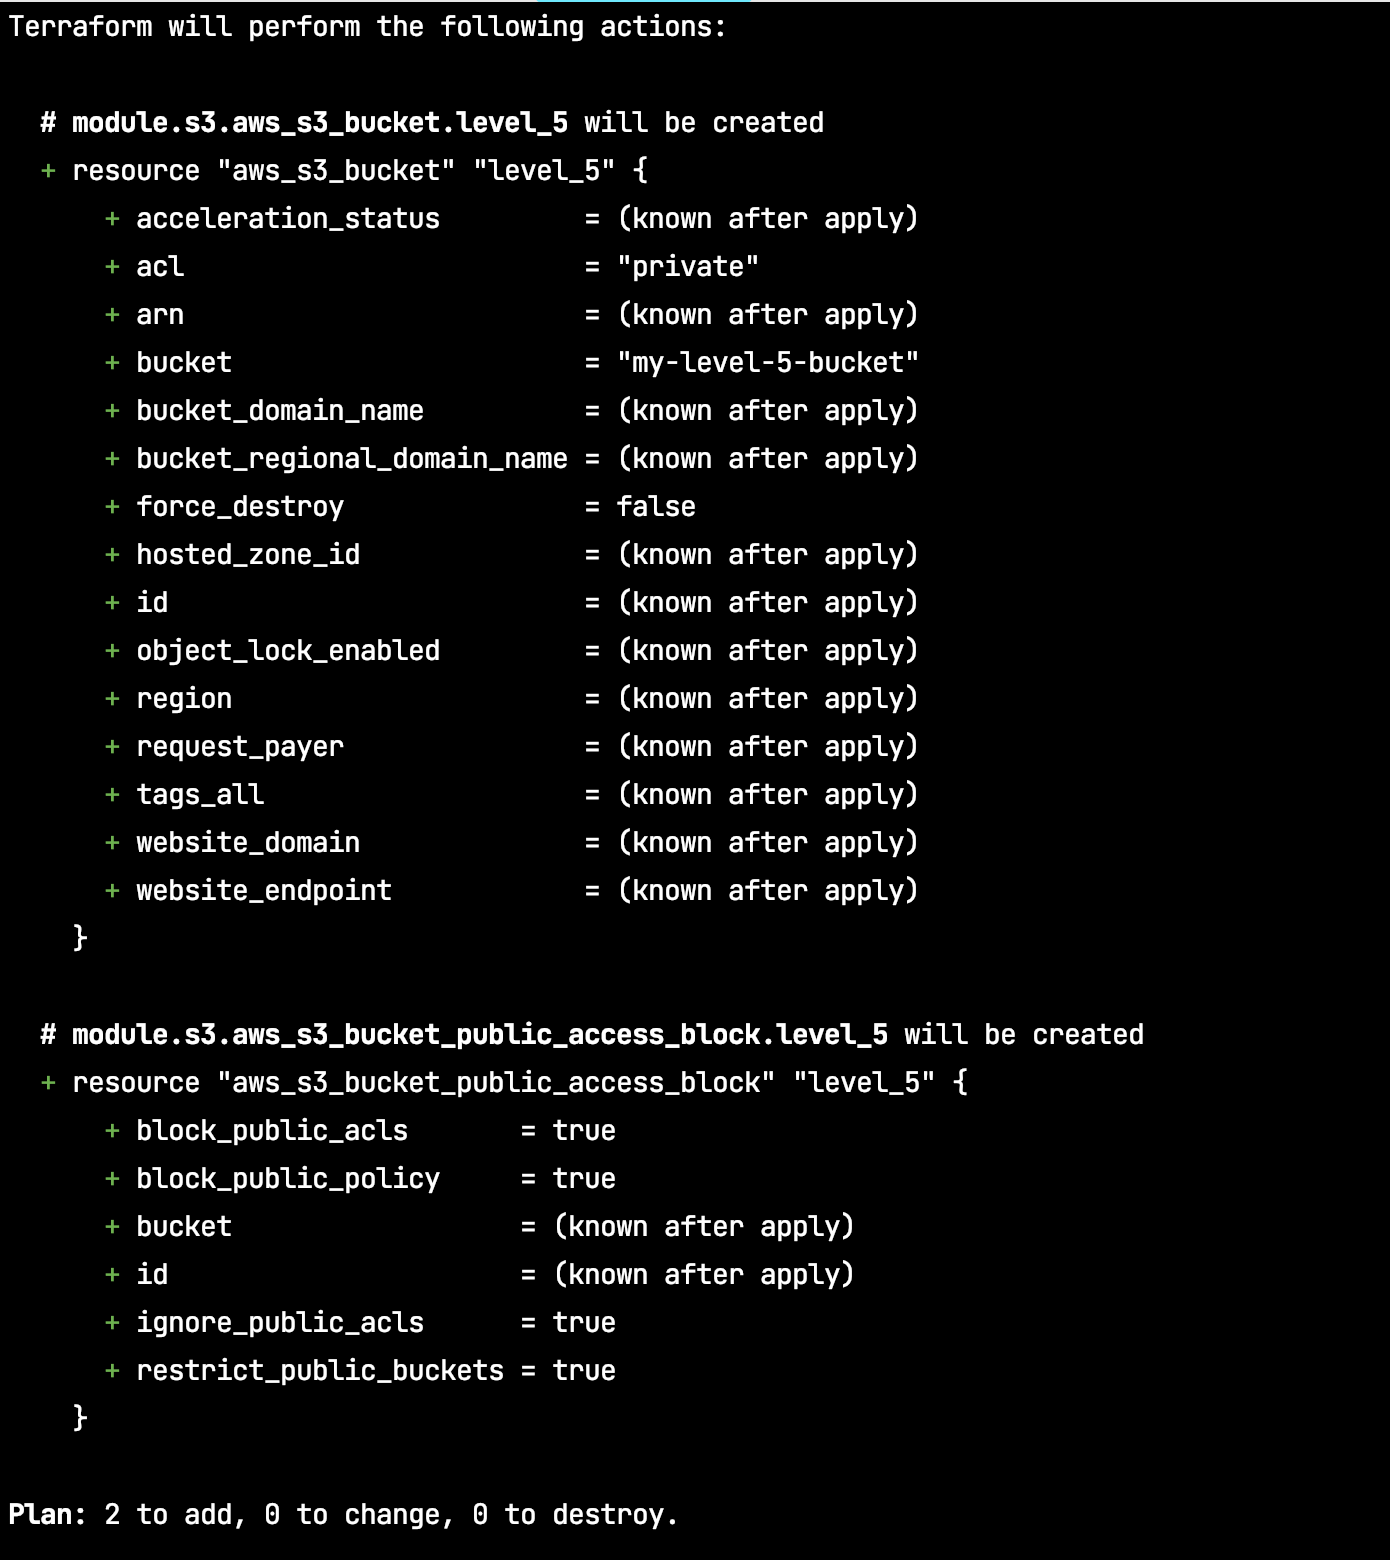 Terraform will perform the following actions:
# module.s3.aws_s3_bucket.level_5 will be created
+ resource "aws_s3_bucket" "level_5" {
+ acceleration_status = (known after apply)
+ acl = "private"
+ arn = (known after apply)
+ bucket = "my-level-5-bucket"
+ bucket_domain_name = (known after apply)
+ bucket_regional_domain_name = (known after apply)
+ force_destroy = false
+ hosted_zone_id = (known after apply)
+ id = (known after apply)
+ object_lock_enabled = (known after apply)
+ region = (known after apply)
+ request_payer = (known after apply)
+ tags_all = (known after apply)
+ website_domain = (known after apply)
+ website_endpoint = (known after apply)
}
# module.s3.aws_s3_bucket_public_access_block.level_5 will be created
+ resource "aws_s3_bucket_public_access_block" "level_5" {
+ block_public_acls = true
+ block_public_policy = true
+ bucket = (known after apply)
+ id = (known after apply)
+ ignore_public_acls = true
+ restrict_public_buckets = true
}
Plan: 2 to add, 0 to change, 0 to destroy.